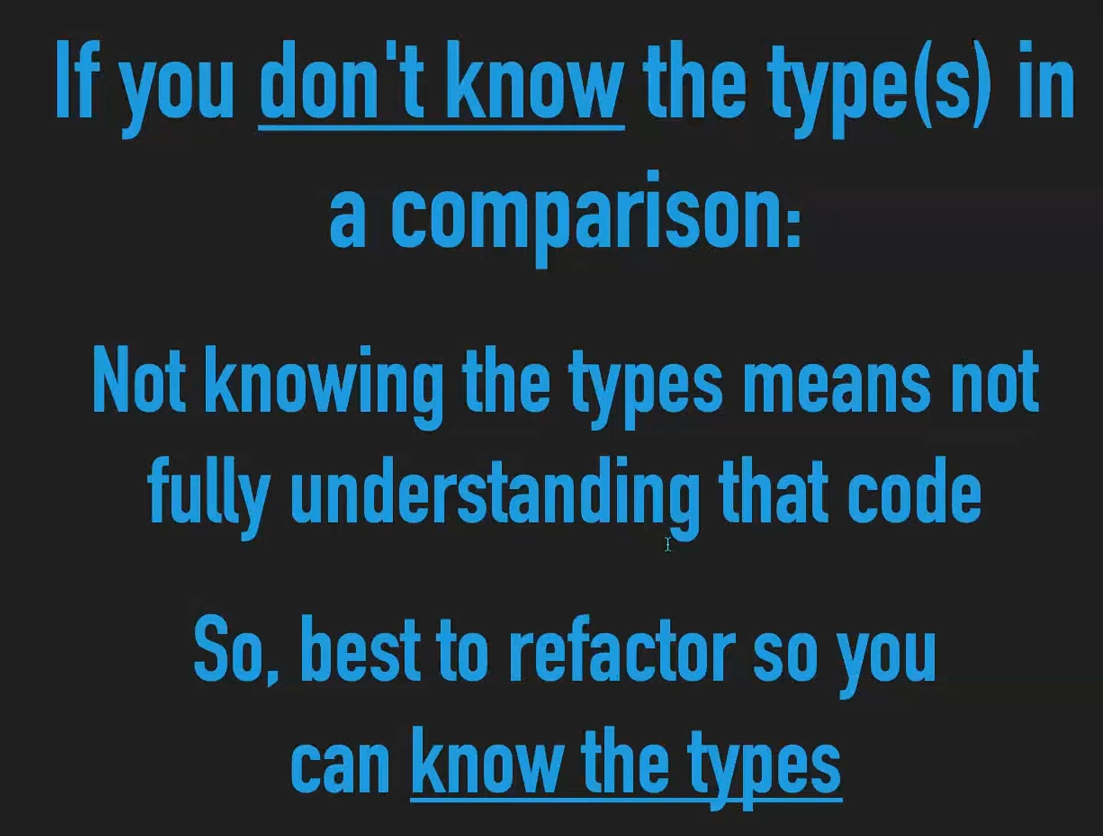 If you don't know the type(s) in
a comparison:
Not knowing the types means not
fully understanding that code
So, best to refactor so you
can know the types